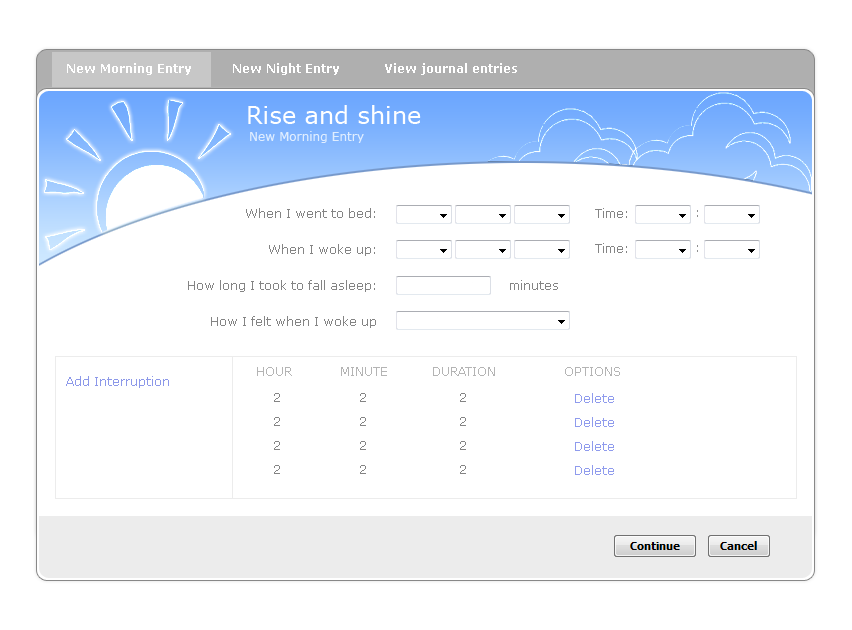 New Morning Entry New Night Entry View journal entries
Rise and shine
New Morning Entry
When I went to bed: Time: :
When I woke up: Time: :
How long I took to fall asleep: minutes
How I felt when I woke up
Add Interruption
HOUR MINUTE DURATION OPTIONS
2 2 2 Delete
2 2 2 Delete
2 2 2 Delete
2 2 2 Delete
Continue Cancel